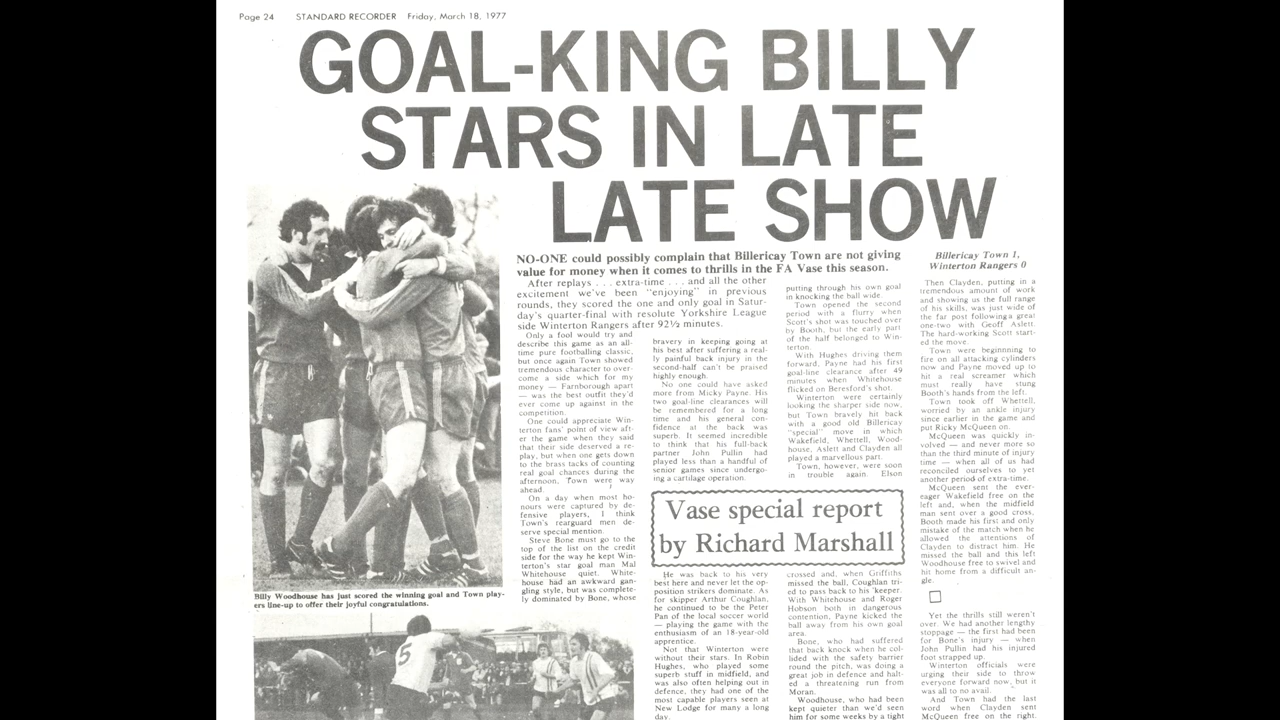 Page 24 STANDARD RECORDER Friday, March 18, 1977
GOAL-KING BILLY
STARS IN LATE
LATE SHOW
NO-ONE could possibly complain that Billericay Town are not giving
value for money when it comes to thrills in the FA Vase this season.
After replays . . . extra-time . . . and all the other
excitement we've been "enjoying" in previous
rounds, they scored the one and only goal in Satur-
day's quarter-final with resolute Yorkshire League
side Winterton Rangers after 92½ minutes.
Only a fool would try and
describe this game as an all-
time pure footballing classic,
but once again Town showed
tremendous character to over-
come a side which for my
money — Farnborough apart
— was the best outfit they'd
ever come up against in the
competition.
One could appreciate Win-
terton fans' point of view aft-
er the game when they said
that their side deserved a re-
play, but when one gets down
to the brass tacks of counting
real goal chances during the
afternoon, Town were way
ahead.
On a day when most ho-
nours were captured by de-
fensive players, I think
Town's rearguard men de-
serve special mention.
Steve Bone must go to the
top of the list on the credit
side for the way he kept Win-
terton's star goal man Mal
Whitehouse quiet. White-
house had an awkward gan-
gling style, but was complete-
ly dominated by Bone, whose
bravery in keeping going at
his best after suffering a real-
ly painful back injury in the
second-half can't be praised
highly enough.
No one could have asked
more from Micky Payne. His
two goal-line clearances will
be remembered for a long
time and his general con-
fidence at the back was
superb. It seemed incredible
to think that his full-back
partner John Pullin had
played less than a handful of
senior games since undergo-
ing a cartilage operation.
Vase special report
by Richard Marshall
He was back to his very
best here and never let the op-
position strikers dominate. As
for skipper Arthur Coughlan,
he continued to be the Peter
Pan of the local soccer world
— playing the game with the
enthusiasm of an 18-year-old
apprentice.
Not that Winterton were
without their stars. In Robin
Hughes, who played some
superb stuff in midfield, and
was also often helping out in
defence, they had one of the
most capable players seen at
New Lodge for many a long
day.
putting through his own goal
in knocking the ball wide.
Town opened the second
period with a flurry when
Scott's shot was touched over
by Booth, but the early part
of the half belonged to Win-
terton.
With Hughes driving them
forward, Payne had his first
goal-line clearance after 49
minutes when Whitehouse
flicked on Beresford's shot.
Winterton were certainly
looking the sharper side now,
but Town bravely hit back
with a good old Billericay
"special" move in which
Wakefield, Whettell, Wood-
house, Aslett and Clayden all
played a marvellous part.
Town, however, were soon
in trouble again. Elson
crossed and, when Griffiths
missed the ball, Coughlan tri-
ed to pass back to his 'keeper.
With Whitehouse and Roger
Hobson both in dangerous
contention, Payne kicked the
ball away from his own goal
area.
Bone, who had suffered
that back knock when he col-
lided with the safety barrier
round the pitch, was doing a
great job in defence and halt-
ed a threatening run from
Moran.
Woodhouse, who had been
kept quieter than we'd seen
him for some weeks by a tight
Billericay Town 1,
Winterton Rangers 0
Then Clayden, putting in a
tremendous amount of work
and showing us the full range
of his skills, was just wide of
the far post following a great
one-two with Geoff Aslett.
The hard-working Scott start-
ed the move.
Town were beginnning to
fire on all attacking cylinders
now and Payne moved up to
hit a real screamer which
must really have stung
Booth's hands from the left.
Town took off Whettell,
worried by an ankle injury
since earlier in the game and
put Ricky McQueen on.
McQueen was quickly in-
volved — and never more so
than the third minute of injury
time — when all of us had
reconciled ourselves to yet
another period of extra-time.
McQueen sent the ever-
eager Wakefield free on the
left and, when the midfield
man sent over a good cross,
Booth made his first and only
mistake of the match when he
allowed the attentions of
Clayden to distract him. He
missed the ball and this left
Woodhouse free to swivel and
hit home from a difficult an-
gle.
Yet the thrills still weren't
over. We had another lengthy
stoppage — the first had been
for Bone's injury — when
John Pullin had his injured
foot strapped up.
Winterton officials were
urging their side to throw
everyone forward now, but it
was all to no avail.
And Town had the last
word when Clayden sent
McQueen free on the right.
Billy Woodhouse has just scored the winning goal and Town play-
ers line-up to offer their joyful congratulations.
5